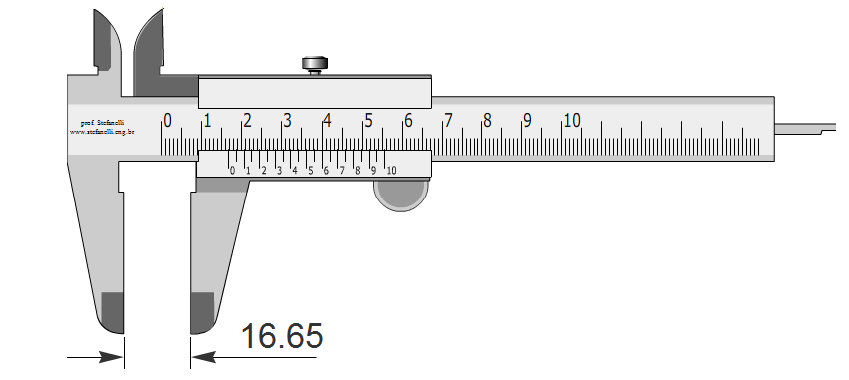 prof. Stefanelli
www.stefanelli.eng.br
0 1 2 3 4 5 6 7 8 9 10
0 1 2 3 4 5 6 7 8 9 10
16.65